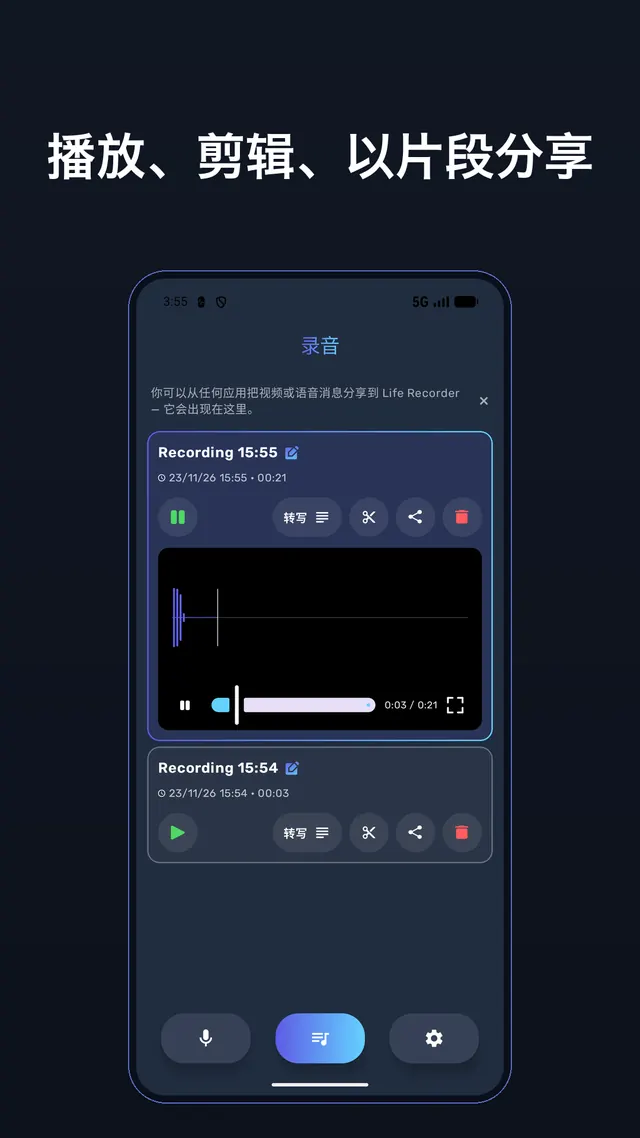 播放、剪辑、以片段分享
3:55
5G
录音
你可以从任何应用把视频或语音消息分享到 Life Recorder
— 它会出现在这里。
Recording 15:55
23/11/26 15:55 • 00:21
转写
0:03 / 0:21
Recording 15:54
23/11/26 15:54 • 00:03
转写